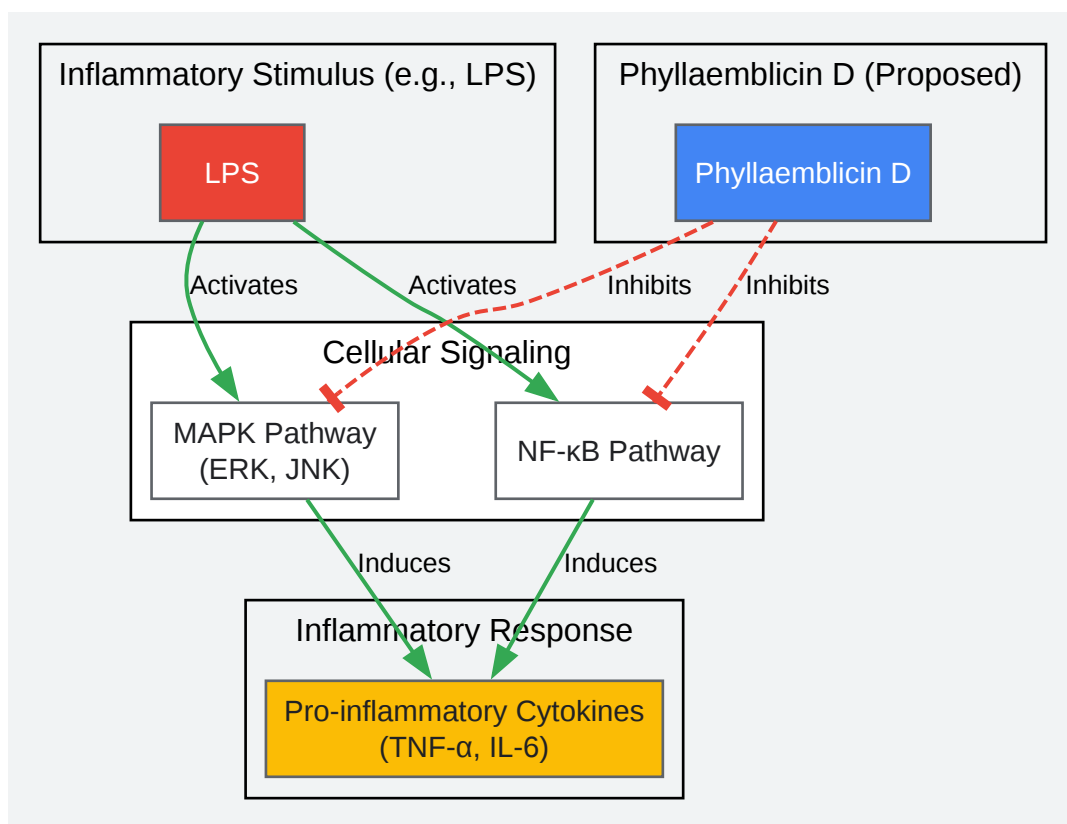 Inflammatory Stimulus (e.g., LPS)
Phyllaemblicin D (Proposed)
LPS
Phyllaemblicin D
Activates
Activates
Inhibits
Inhibits
Cellular Signaling
MAPK Pathway
(ERK, JNK)
NF-κB Pathway
Induces
Induces
Inflammatory Response
Pro-inflammatory Cytokines
(TNF-α, IL-6)